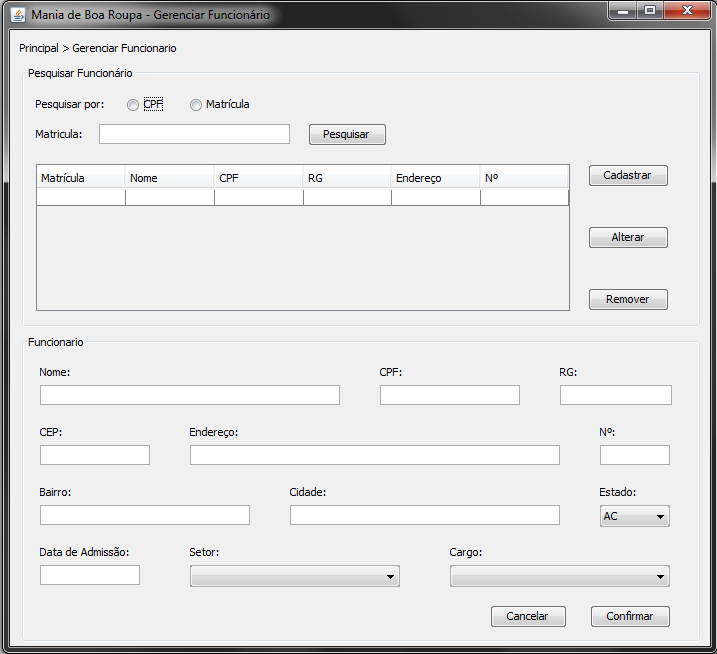 Mania de Boa Roupa - Gerenciar Funcionário
Principal > Gerenciar Funcionario
Pesquisar Funcionário
Pesquisar por: CPF Matrícula
Matricula: Pesquisar
Matrícula Nome CPF RG Endereço Nº
Cadastrar
Alterar
Remover
Funcionario
Nome: CPF: RG:
CEP: Endereço: Nº:
Bairro: Cidade: Estado:
AC
Data de Admissão: Setor: Cargo:
Cancelar Confirmar